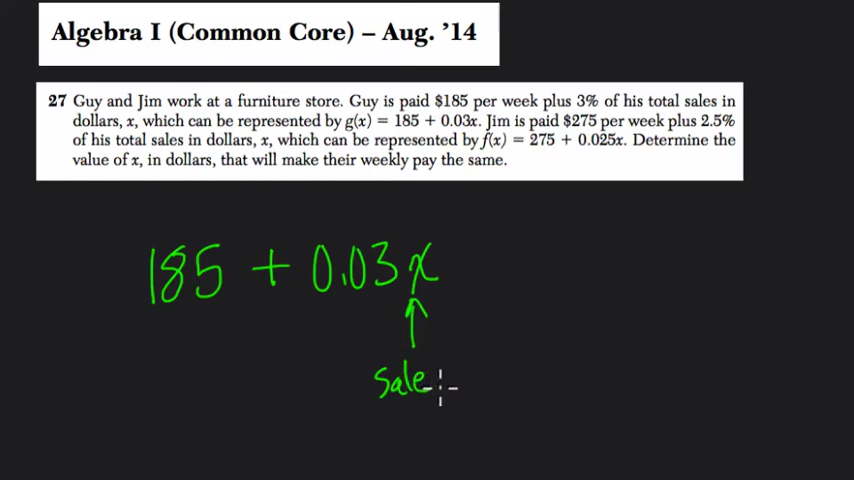 Algebra I (Common Core) – Aug. ’14
27 Guy and Jim work at a furniture store. Guy is paid $185 per week plus 3% of his total sales in
dollars, x, which can be represented by g(x) = 185 + 0.03x. Jim is paid $275 per week plus 2.5%
of his total sales in dollars, x, which can be represented by f(x) = 275 + 0.025x. Determine the
value of x, in dollars, that will make their weekly pay the same.
185 + 0.03x
sale